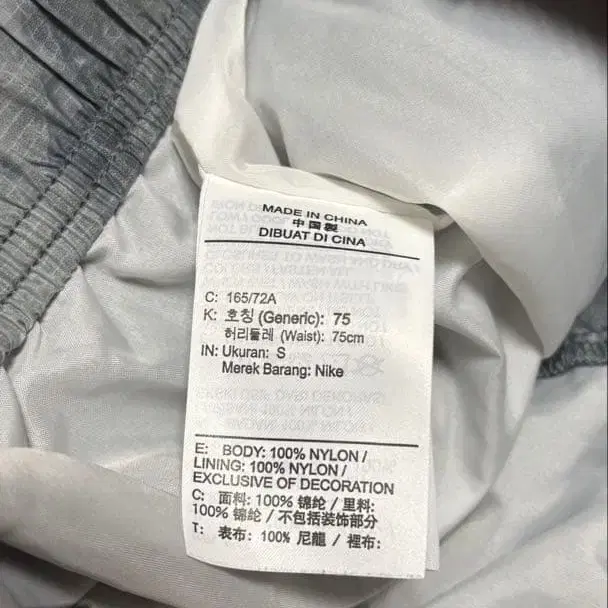 MADE IN CHINA
中国製
DIBUAT DI CINA
C: 165/72A
K: 호칭 (Generic): 75
허리둘레 (Waist): 75cm
IN: Ukuran: S
Merek Barang: Nike
E: BODY: 100% NYLON /
LINING: 100% NYLON /
EXCLUSIVE OF DECORATION
C: 面料: 100% 锦纶 / 里料:
100% 锦纶 / 不包括装饰部分
T: 表布: 100% 尼龍 / 裡布: